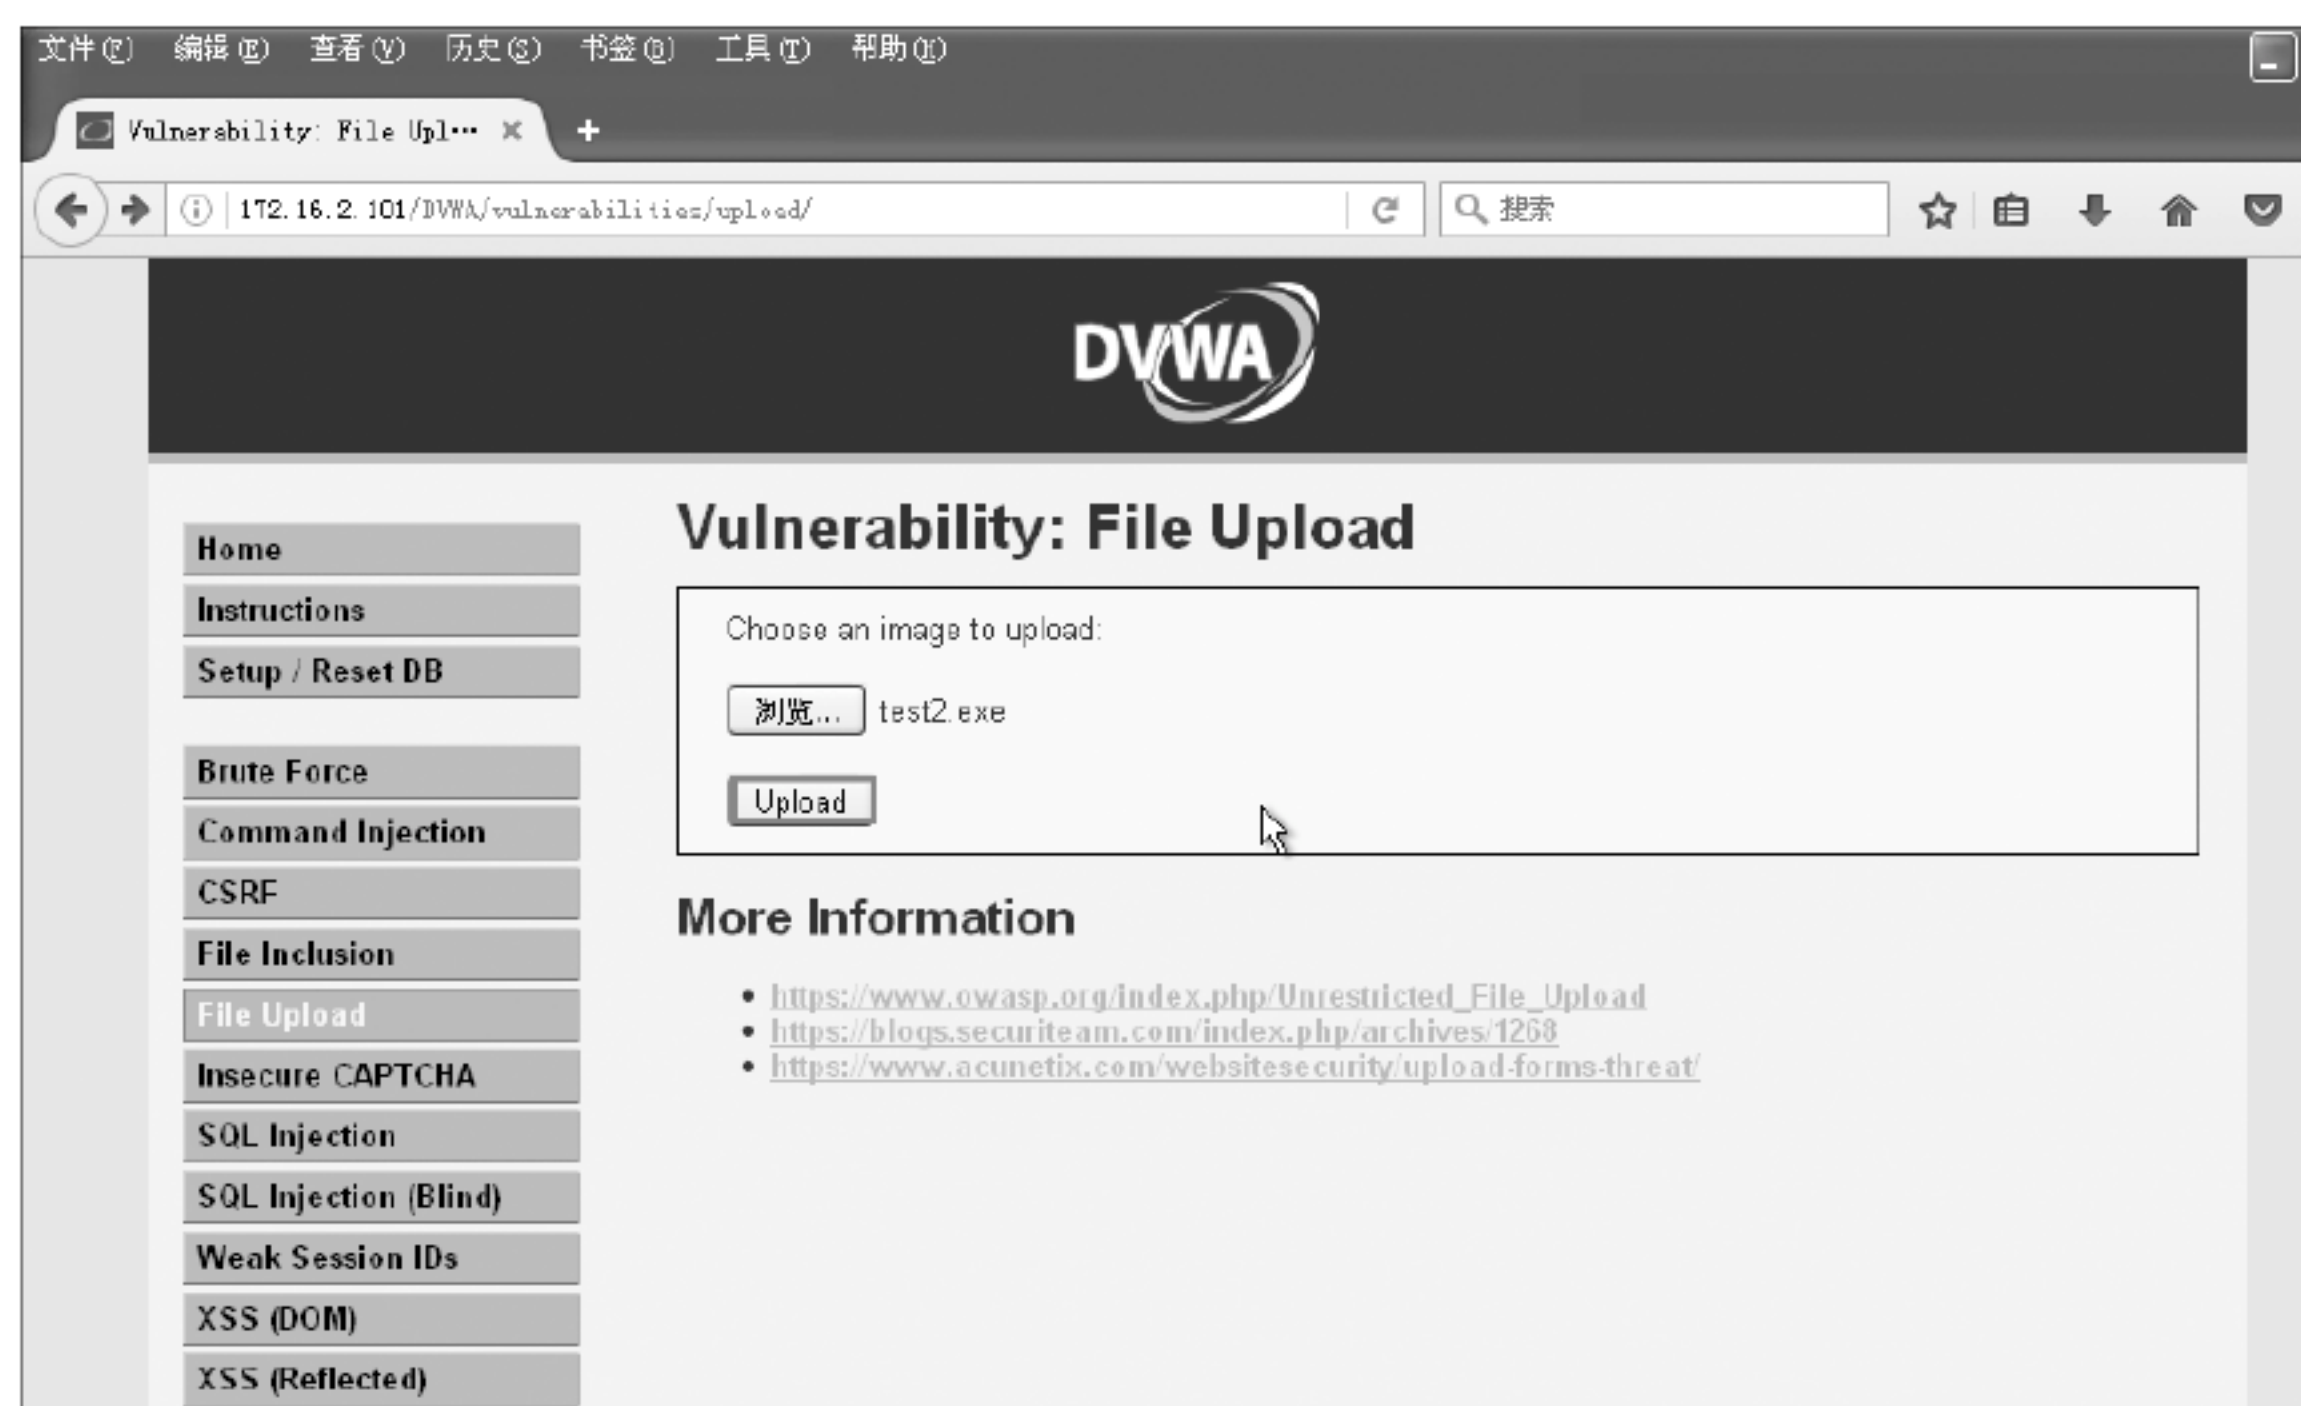 文件(F) 编辑(E) 查看(V) 历史(S) 书签(B) 工具(T) 帮助(H)
Vulnerability: File Upl…
172.16.2.101/DVWA/vulnerabilities/upload/
搜索
DVWA
Vulnerability: File Upload
Choose an image to upload:
浏览... test2.exe
Upload
More Information
https://www.owasp.org/index.php/Unrestricted_File_Upload
https://blogs.securiteam.com/index.php/archives/1268
https://www.acunetix.com/websitesecurity/upload-forms-threat/
Home
Instructions
Setup / Reset DB
Brute Force
Command Injection
CSRF
File Inclusion
File Upload
Insecure CAPTCHA
SQL Injection
SQL Injection (Blind)
Weak Session IDs
XSS (DOM)
XSS (Reflected)